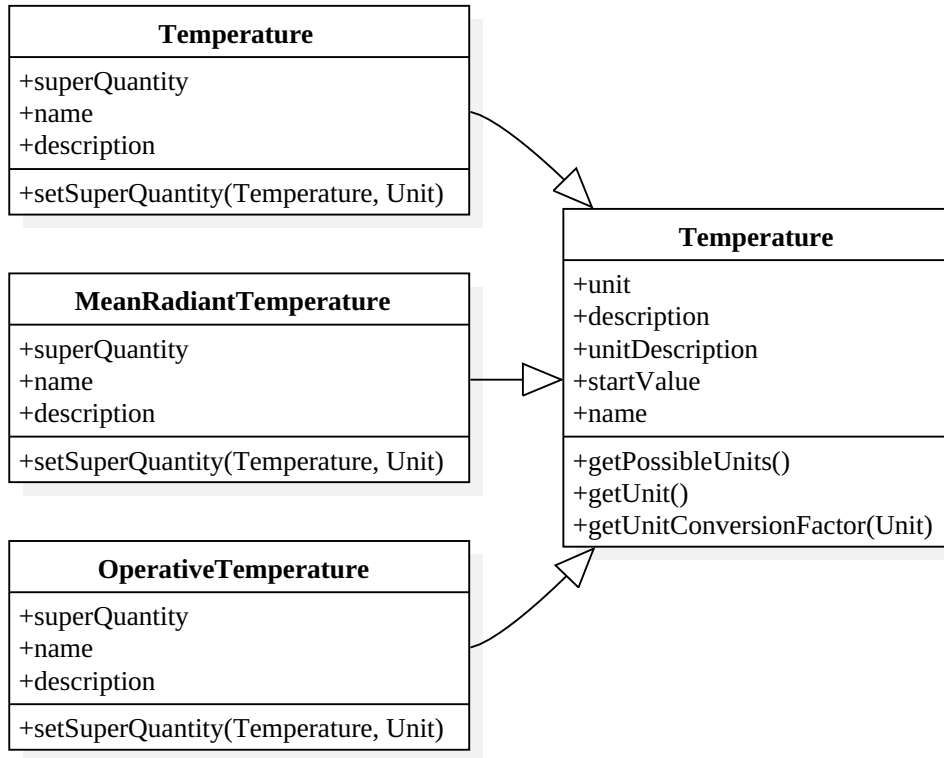 Temperature
+superQuantity
+name
+description
+setSuperQuantity(Temperature, Unit)
MeanRadiantTemperature
+superQuantity
+name
+description
+setSuperQuantity(Temperature, Unit)
OperativeTemperature
+superQuantity
+name
+description
+setSuperQuantity(Temperature, Unit)
Temperature
+unit
+description
+unitDescription
+startValue
+name
+getPossibleUnits()
+getUnit()
+getUnitConversionFactor(Unit)